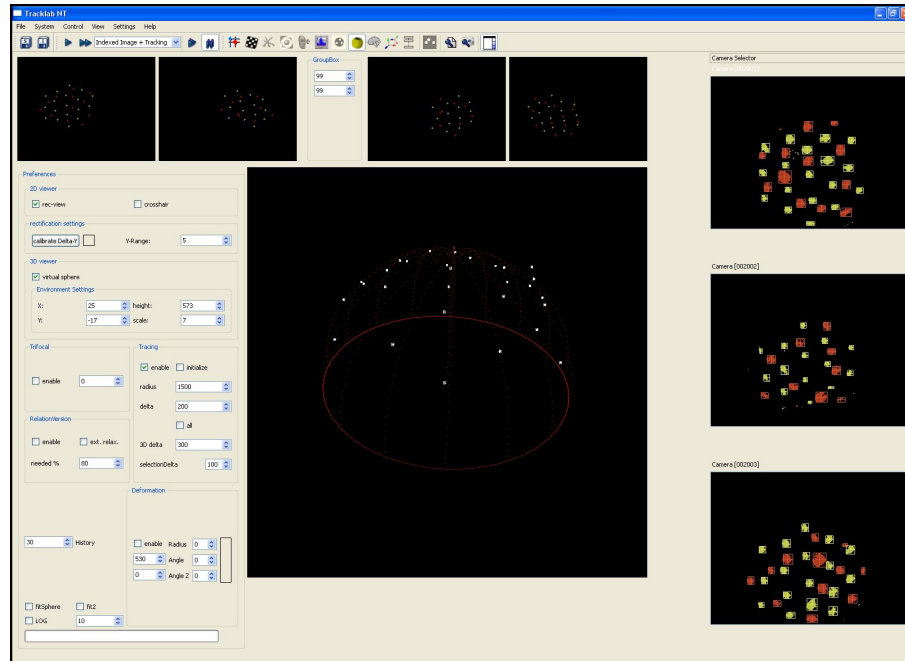 Tracklab NT
File System Control View Settings Help
Indexed Image + Tracking
GroupBox
99
99
Camera Selector
Preferences
2D viewer
rec-view crosshair
rectification settings
calibrate Delta-Y Y-Range: 5
3D viewer
virtual sphere
Environment Settings
X: 25 height: 573
Y: -17 scale: 7
Trifocal
enable 0
Tracing
enable initialize
radius 1500
delta 200
all
3D delta 300
selectionDelta 100
RelationVersion
enable ext. relax.
needed % 80
Deformation
enable Radius 0
530 Angle 0
0 Angle Z 0
30 History
fitSphere fit2
LOG 10
Camera [002002]
Camera [002003]